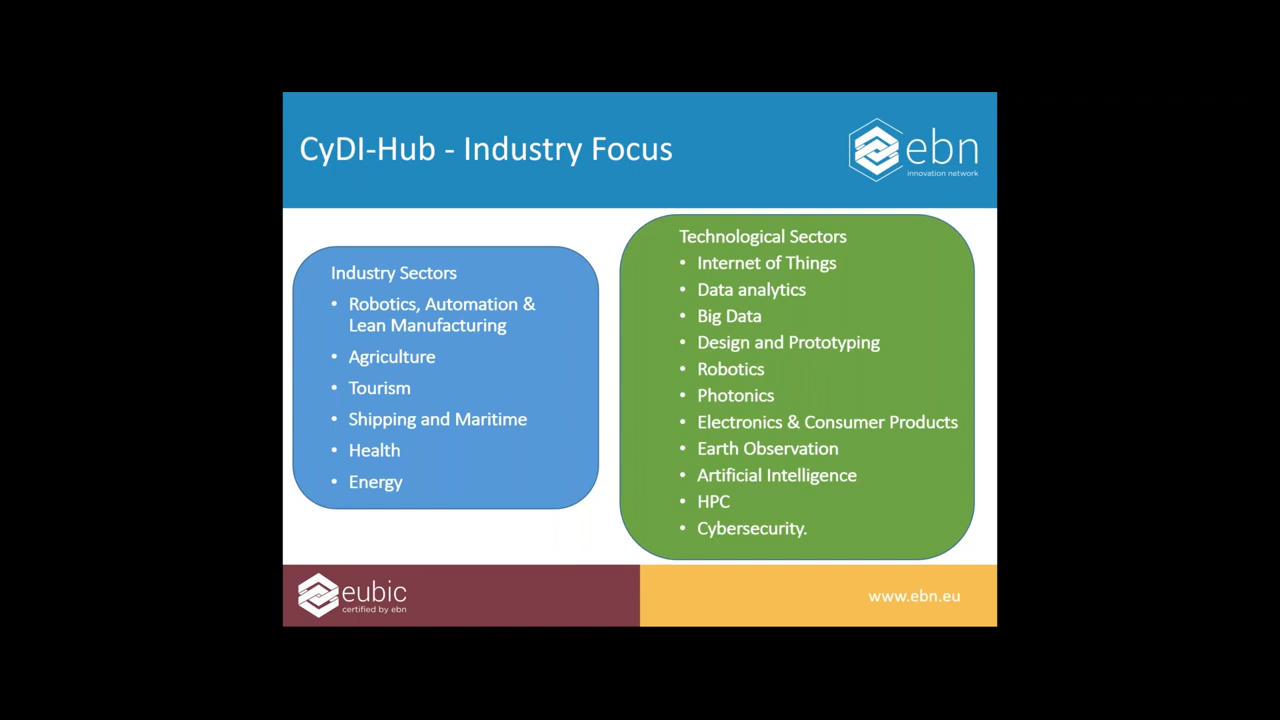 CyDI-Hub - Industry Focus
ebn
innovation network
Industry Sectors
• Robotics, Automation &
Lean Manufacturing
• Agriculture
• Tourism
• Shipping and Maritime
• Health
• Energy
Technological Sectors
• Internet of Things
• Data analytics
• Big Data
• Design and Prototyping
• Robotics
• Photonics
• Electronics & Consumer Products
• Earth Observation
• Artificial Intelligence
• HPC
• Cybersecurity.
eubic
certified by ebn
www.ebn.eu